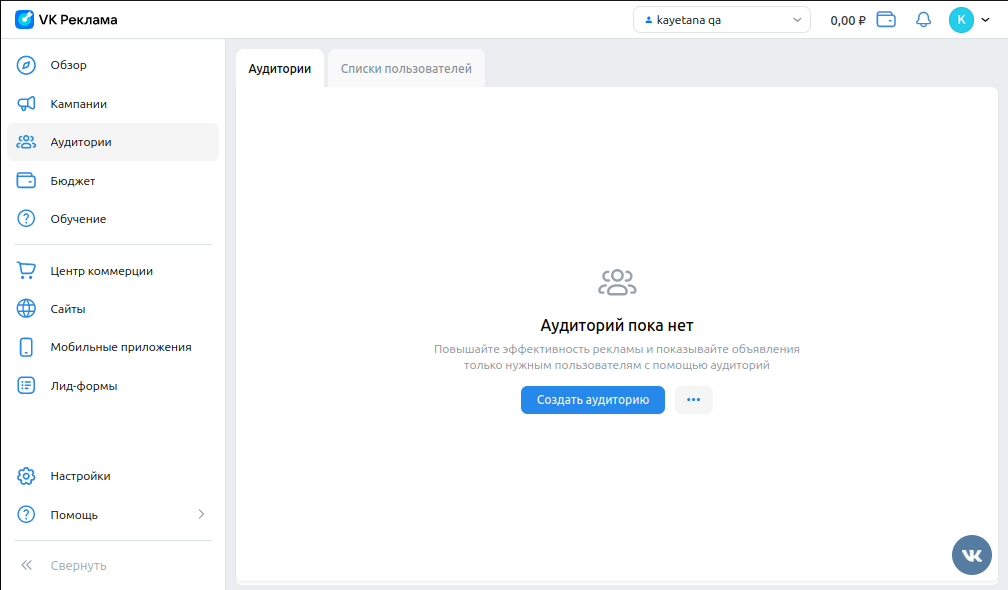 VK Реклама
kayetana qa
0,00 ₽
K
Обзор
Кампании
Аудитории
Бюджет
Обучение
Центр коммерции
Сайты
Мобильные приложения
Лид-формы
Настройки
Помощь
Свернуть
Аудитории
Списки пользователей
Аудиторий пока нет
Повышайте эффективность рекламы и показывайте объявления
только нужным пользователям с помощью аудиторий
Создать аудиторию